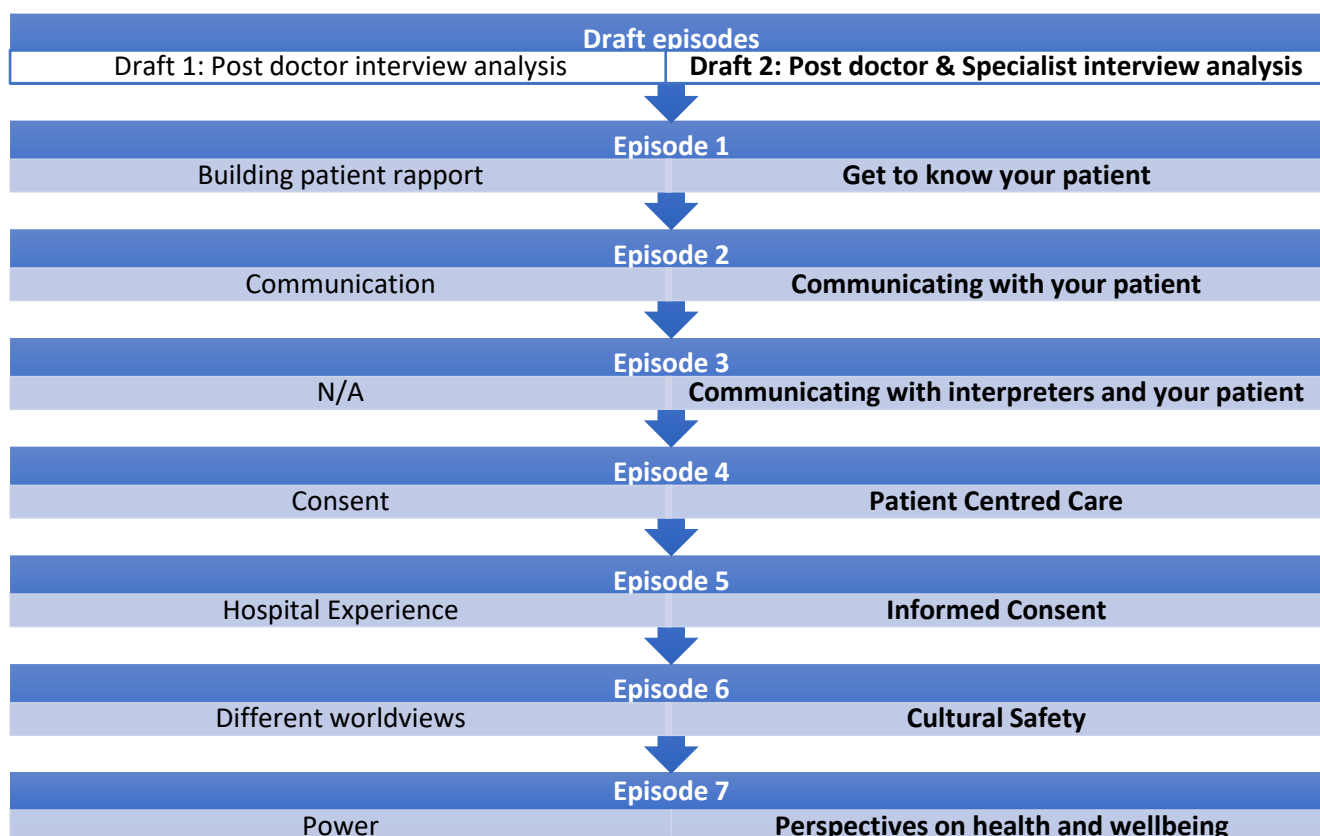 Draft episodes
Draft 1: Post doctor interview analysis
Draft 2: Post doctor & Specialist interview analysis
Episode 1
Building patient rapport
Get to know your patient
Episode 2
Communication
Communicating with your patient
Episode 3
N/A
Communicating with interpreters and your patient
Episode 4
Consent
Patient Centred Care
Episode 5
Hospital Experience
Informed Consent
Episode 6
Different worldviews
Cultural Safety
Episode 7
Power
Perspectives on health and wellbeing